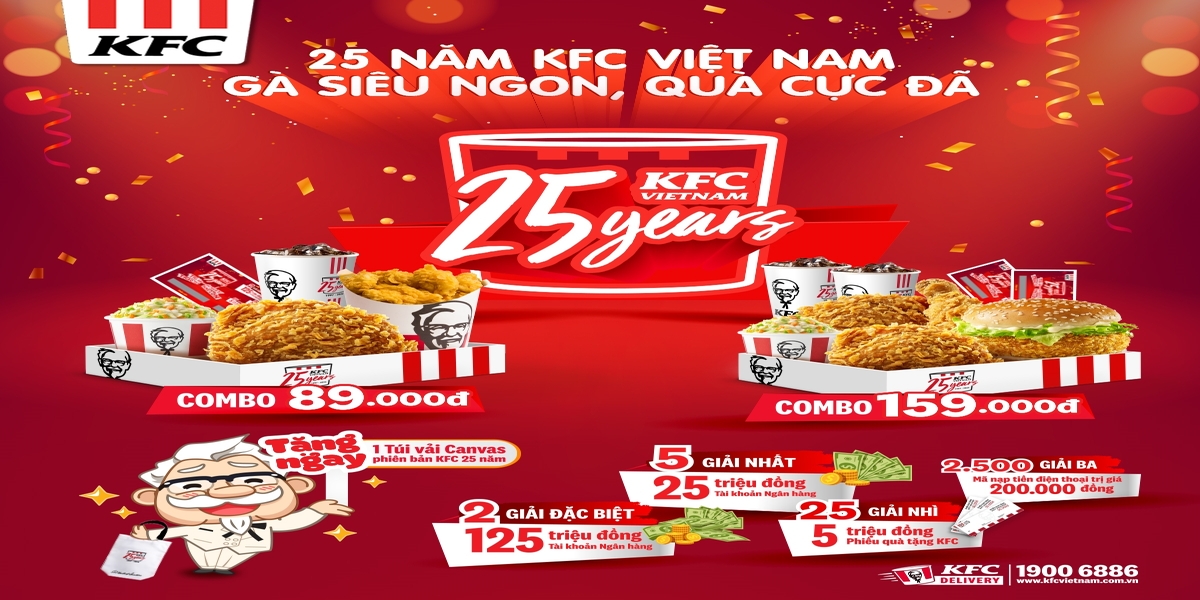 KFC
25 NĂM KFC VIỆT NAM
GÀ SIÊU NGON, QUÀ CỰC ĐÃ
KFC
VIETNAM
25 years
COMBO 89.000đ
COMBO 159.000đ
Tặng
ngay
1 Túi vải Canvas
phiên bản KFC 25 năm
5 GIẢI NHẤT
25 triệu đồng
Tài khoản Ngân hàng
2.500 GIẢI BA
Mã nạp tiền điện thoại trị giá
200.000 đồng
2 GIẢI ĐẶC BIỆT
125 triệu đồng
Tài khoản Ngân hàng
25 GIẢI NHÌ
5 triệu đồng
Phiếu quà tặng KFC
KFC
DELIVERY
1900 6886
www.kfcvietnam.com.vn